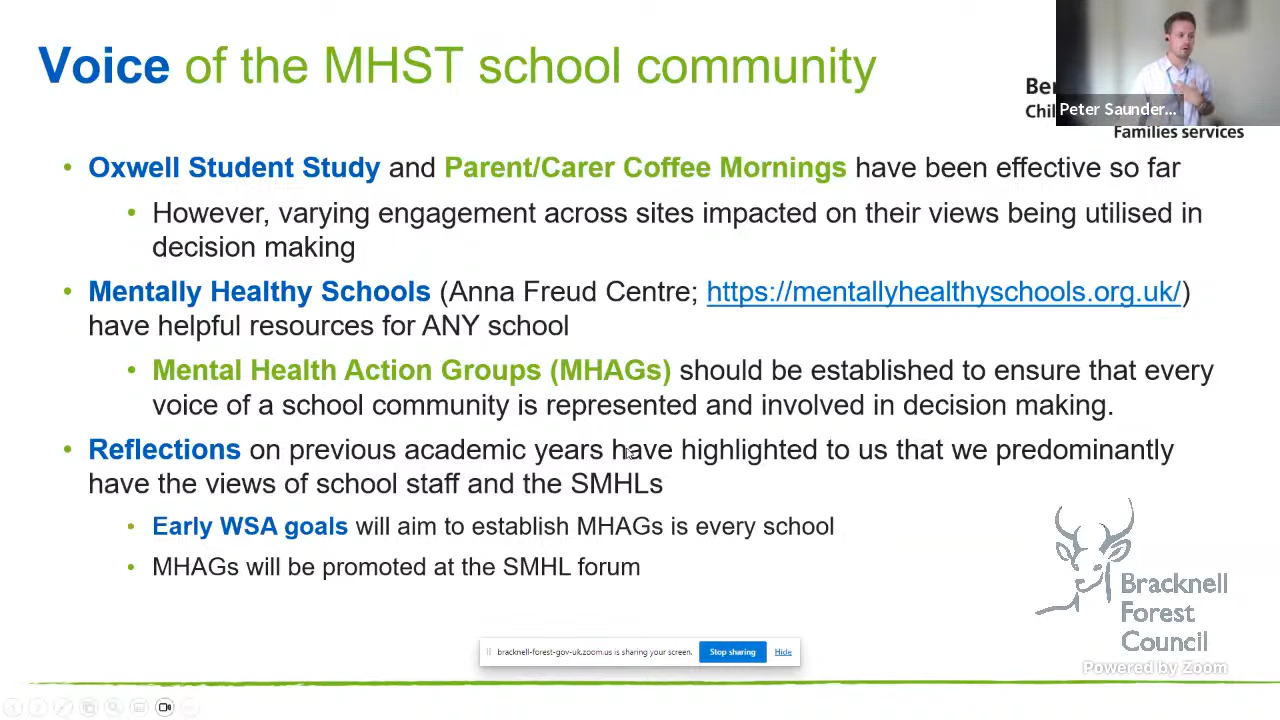 Voice of the MHST school community
Ber
Chil
Peter Saunder...
Families services
• Oxwell Student Study and Parent/Carer Coffee Mornings have been effective so far
• However, varying engagement across sites impacted on their views being utilised in
decision making
• Mentally Healthy Schools (Anna Freud Centre; https://mentallyhealthyschools.org.uk/)
have helpful resources for ANY school
• Mental Health Action Groups (MHAGs) should be established to ensure that every
voice of a school community is represented and involved in decision making.
• Reflections on previous academic years have highlighted to us that we predominantly
have the views of school staff and the SMHLs
• Early WSA goals will aim to establish MHAGs is every school
• MHAGs will be promoted at the SMHL forum
Bracknell
Forest
Council
bracknell-forest-gov-uk.zoom.us is sharing your screen. Stop sharing Hide
Powered by Zoom